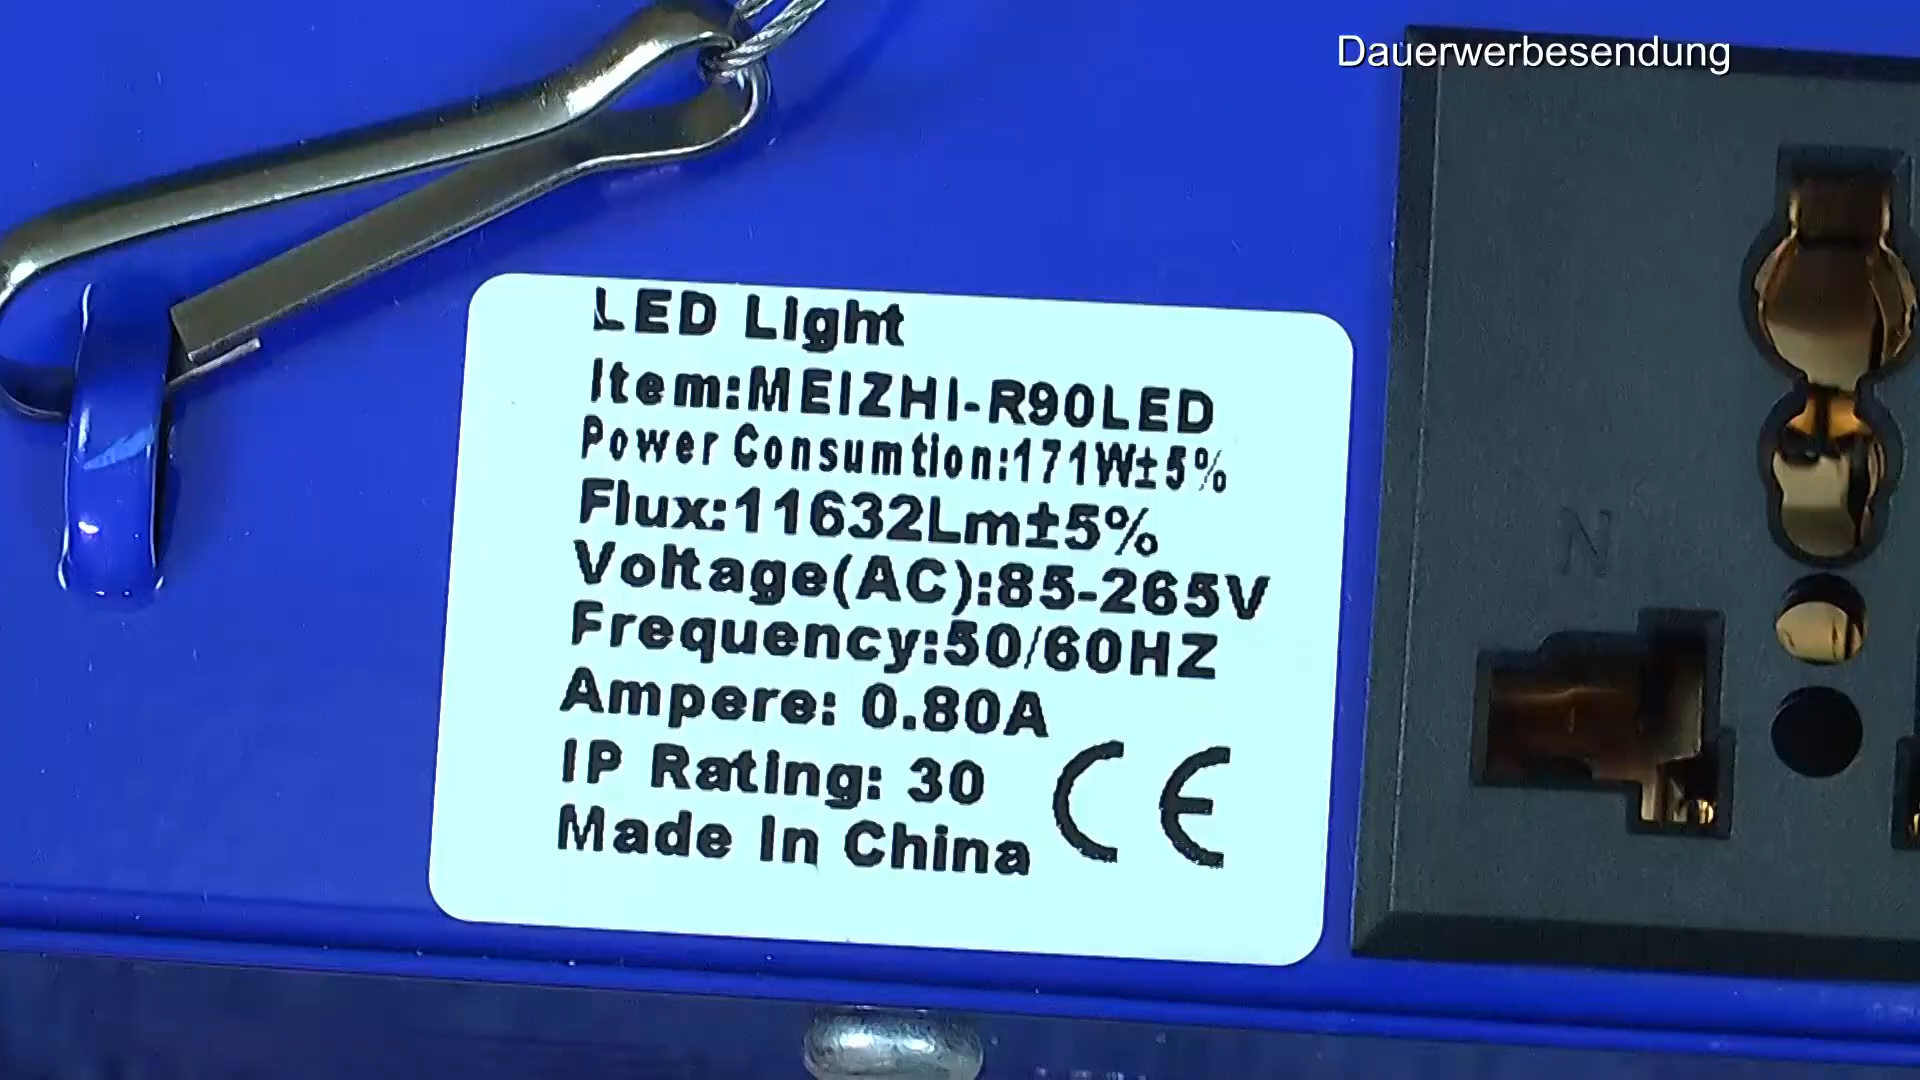 Dauerwerbesendung
LED Light
Item:MEIZHI-R90LED
Power Consumtion:171W±5%
Flux:11632Lm±5%
Voltage(AC):85-265V
Frequency:50/60HZ
Ampere: 0.80A
IP Rating: 30
CE
Made In China
N